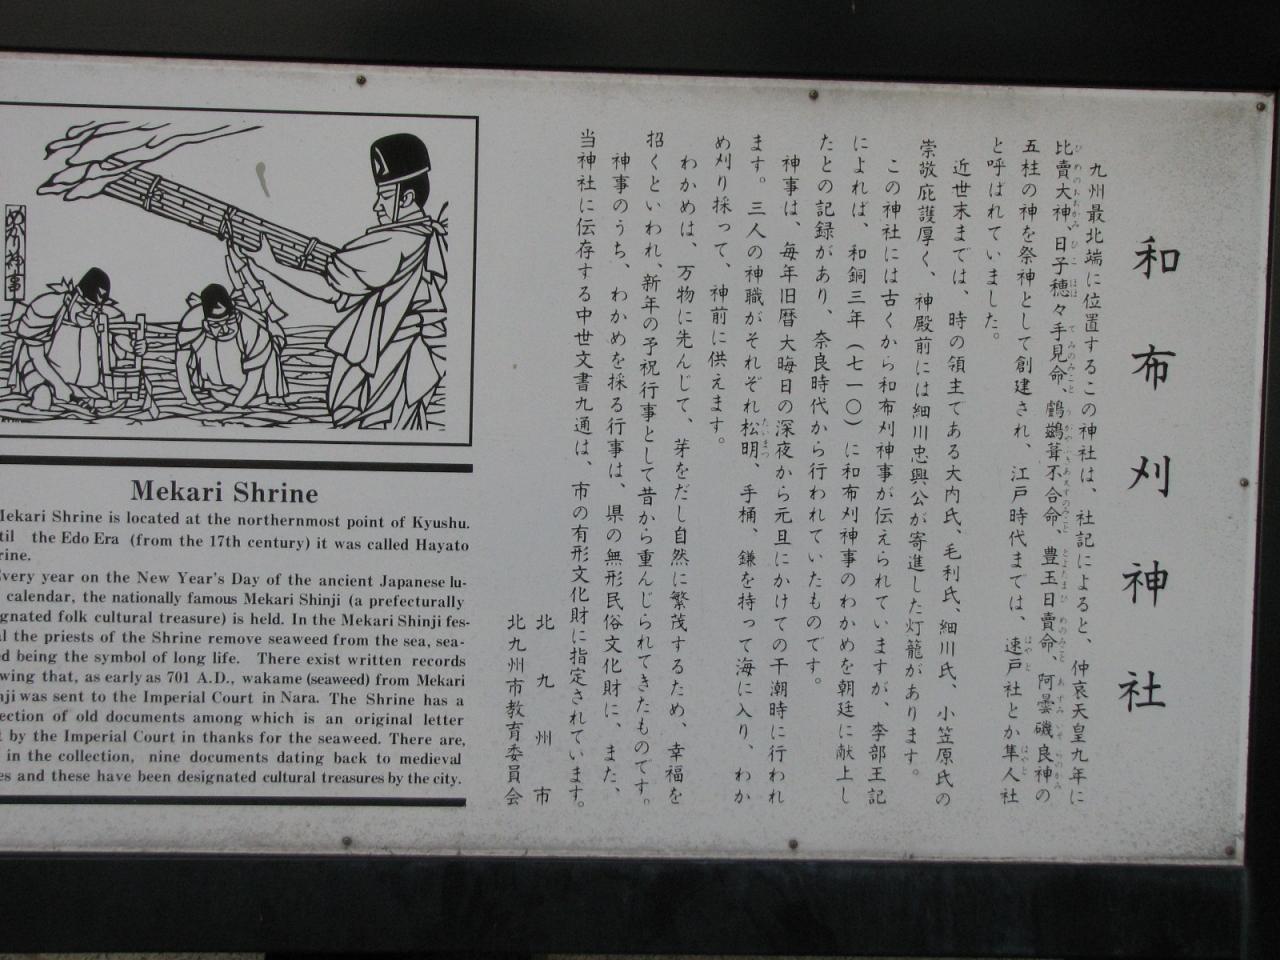 和布刈神社
九州最北端に位置するこの神社は、社記によると、仲哀天皇九年に
比賣大神、日子穂々手見命、鸕鷀葺不合命、豊玉日賣命、阿曇磯良神の
五柱の神を祭神として創建され、江戸時代までは、速戸社とか隼人社
と呼ばれていました。
近世末までは、時の領主である大内氏、毛利氏、細川氏、小笠原氏の
崇敬庇護厚く、神殿前には細川忠興公が寄進した灯籠があります。
この神社には古くから和布刈神事が伝えられていますが、李部王記
によれば、和銅三年(七一〇)に和布刈神事のわかめを朝廷に献上し
たとの記録があり、奈良時代から行われていたものです。
神事は、毎年旧暦大晦日の深夜から元旦にかけての干潮時に行われ
ます。三人の神職がそれぞれ松明、手桶、鎌を持って海に入り、わか
め刈り採って、神前に供えます。
わかめは、万物に先んじて、芽をだし自然に繁茂するため、幸福を
招くといわれ、新年の予祝行事として昔から重んじられてきたものです。
神事のうち、わかめを採る行事は、県の無形民俗文化財に、また、
当神社に伝存する中世文書九通は、市の有形文化財に指定されています。
北九州市
北九州市教育委員会
めかり神事
Mekari Shrine
Mekari Shrine is located at the northernmost point of Kyushu.
til the Edo Era (from the 17th century) it was called Hayato
rine.
Every year on the New Year's Day of the ancient Japanese lu-
calendar, the nationally famous Mekari Shinji (a prefecturally
gnated folk cultural treasure) is held. In the Mekari Shinji fes-
al the priests of the Shrine remove seaweed from the sea, sea-
ed being the symbol of long life. There exist written records
wing that, as early as 701 A.D., wakame (seaweed) from Mekari
nji was sent to the Imperial Court in Nara. The Shrine has a
ection of old documents among which is an original letter
t by the Imperial Court in thanks for the seaweed. There are,
in the collection, nine documents dating back to medieval
es and these have been designated cultural treasures by the city.